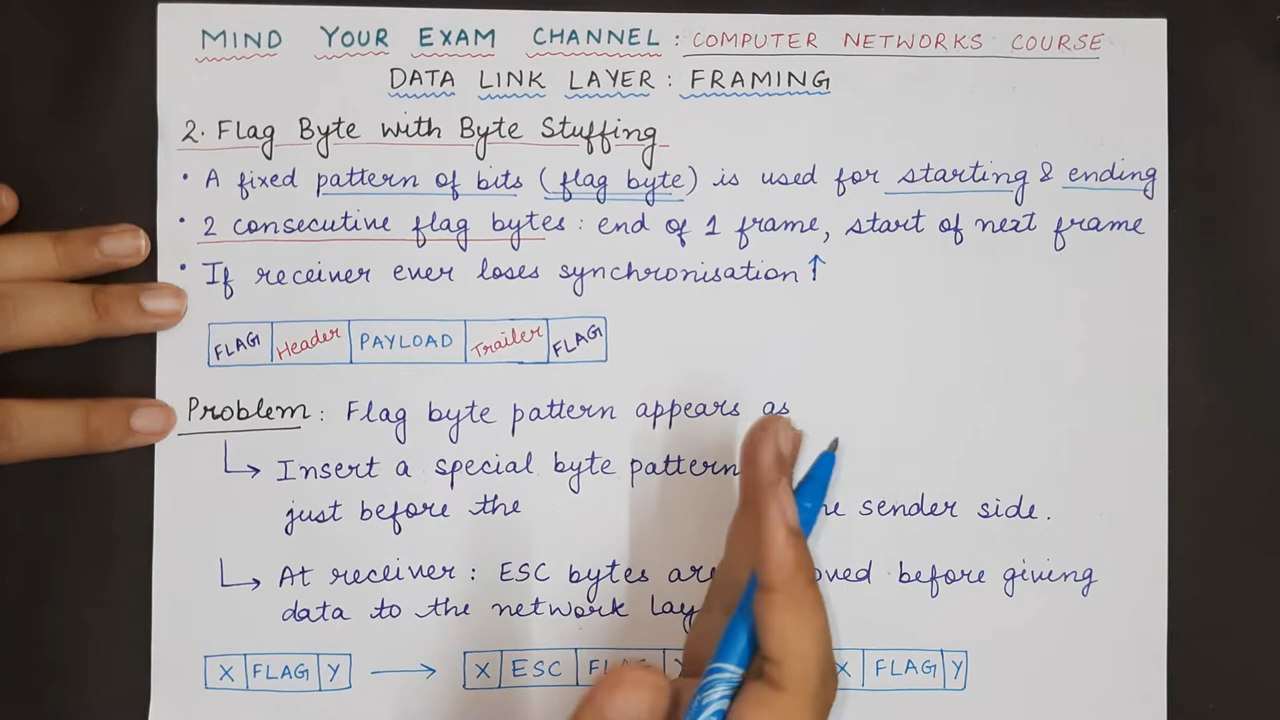 MIND YOUR EXAM CHANNEL : COMPUTER NETWORKS COURSE
DATA LINK LAYER : FRAMING
2. Flag Byte with Byte Stuffing
• A fixed pattern of bits (flag byte) is used for starting & ending
• 2 consecutive flag bytes : end of 1 frame, start of next frame
• If receiver ever loses synchronisation ↑
FLAG Header PAYLOAD Trailer FLAG
Problem : Flag byte pattern appears as
↳ Insert a special byte pattern
just before the sender side.
↳ At receiver : ESC bytes before giving
data to the network
X FLAG Y → X ESC X FLAG Y